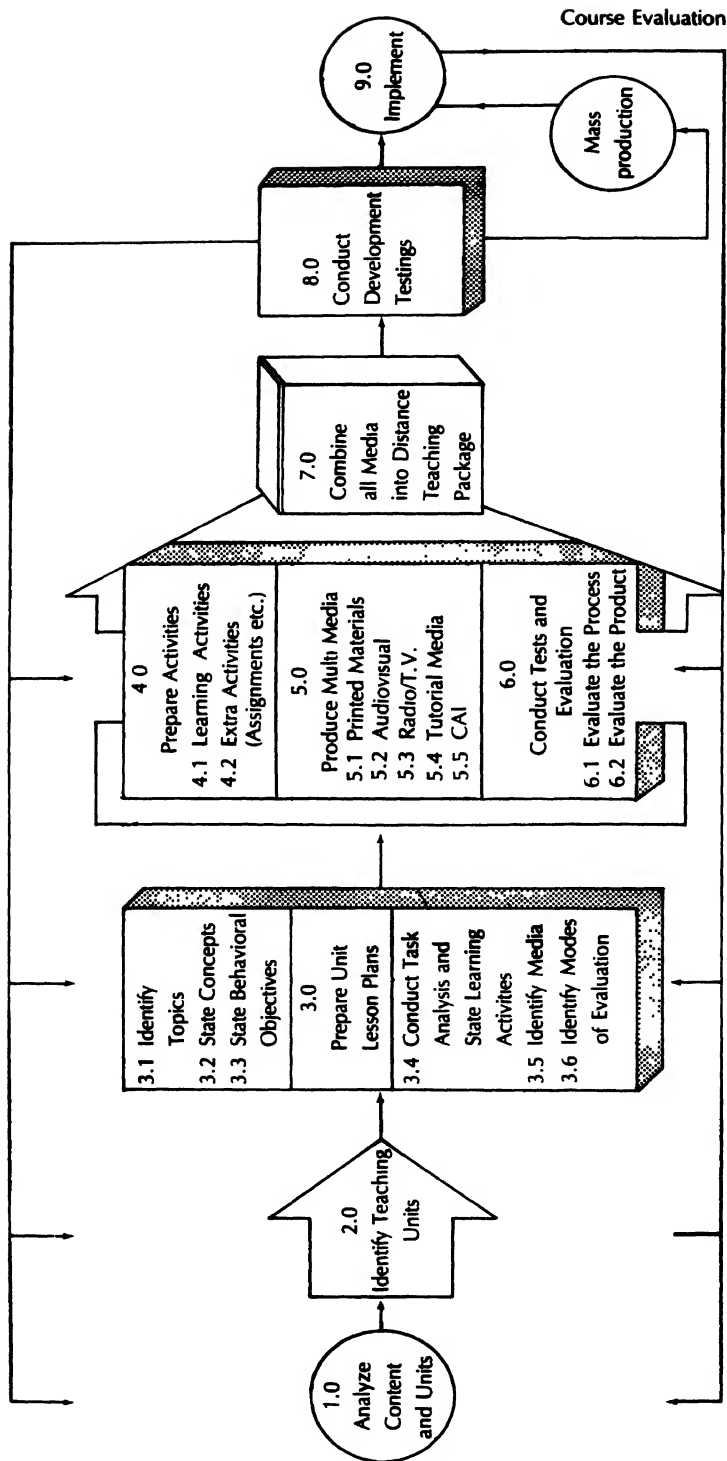 Course Evaluation
1.0
Analyze
Content
and Units
2.0
Identify Teaching
Units
3.1 Identify
Topics
3.2 State Concepts
3.3 State Behavioral
Objectives
3.0
Prepare Unit
Lesson Plans
3.4 Conduct Task
Analysis and
State Learning
Activities
3.5 Identify Media
3.6 Identify Modes
of Evaluation
4 0
Prepare Activities
4.1 Learning Activities
4.2 Extra Activities
(Assignments etc.)
5.0
Produce Multi Media
5.1 Printed Materials
5.2 Audiovisual
5.3 Radio/T.V.
5.4 Tutorial Media
5.5 CAI
6.0
Conduct Tests and
Evaluation
6.1 Evaluate the Process
6.2 Evaluate the Product
7.0
Combine
all Media
into Distance
Teaching
Package
8.0
Conduct
Development
Testings
9.0
Implement
Mass
production